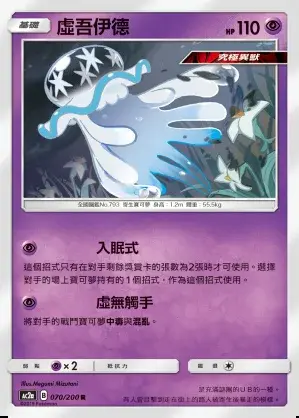 基礎
虛吾伊德
HP 110
究極異獸
全國圖鑑No.793 寄生寶可夢 身高：1.2m 體重：55.5kg
入眠式
這個招式只有在對手剩餘獎賞卡的張數為2張時才可使用。選擇
對手的場上寶可夢持有的1個招式，作為這個招式使用。
虛無觸手
將對手的戰鬥寶可夢中毒與混亂。
弱點 ×2 抵抗力 撤退
Illus.Megumi Mizutani
AC2a B 070/200 R
©2019 Pokémon